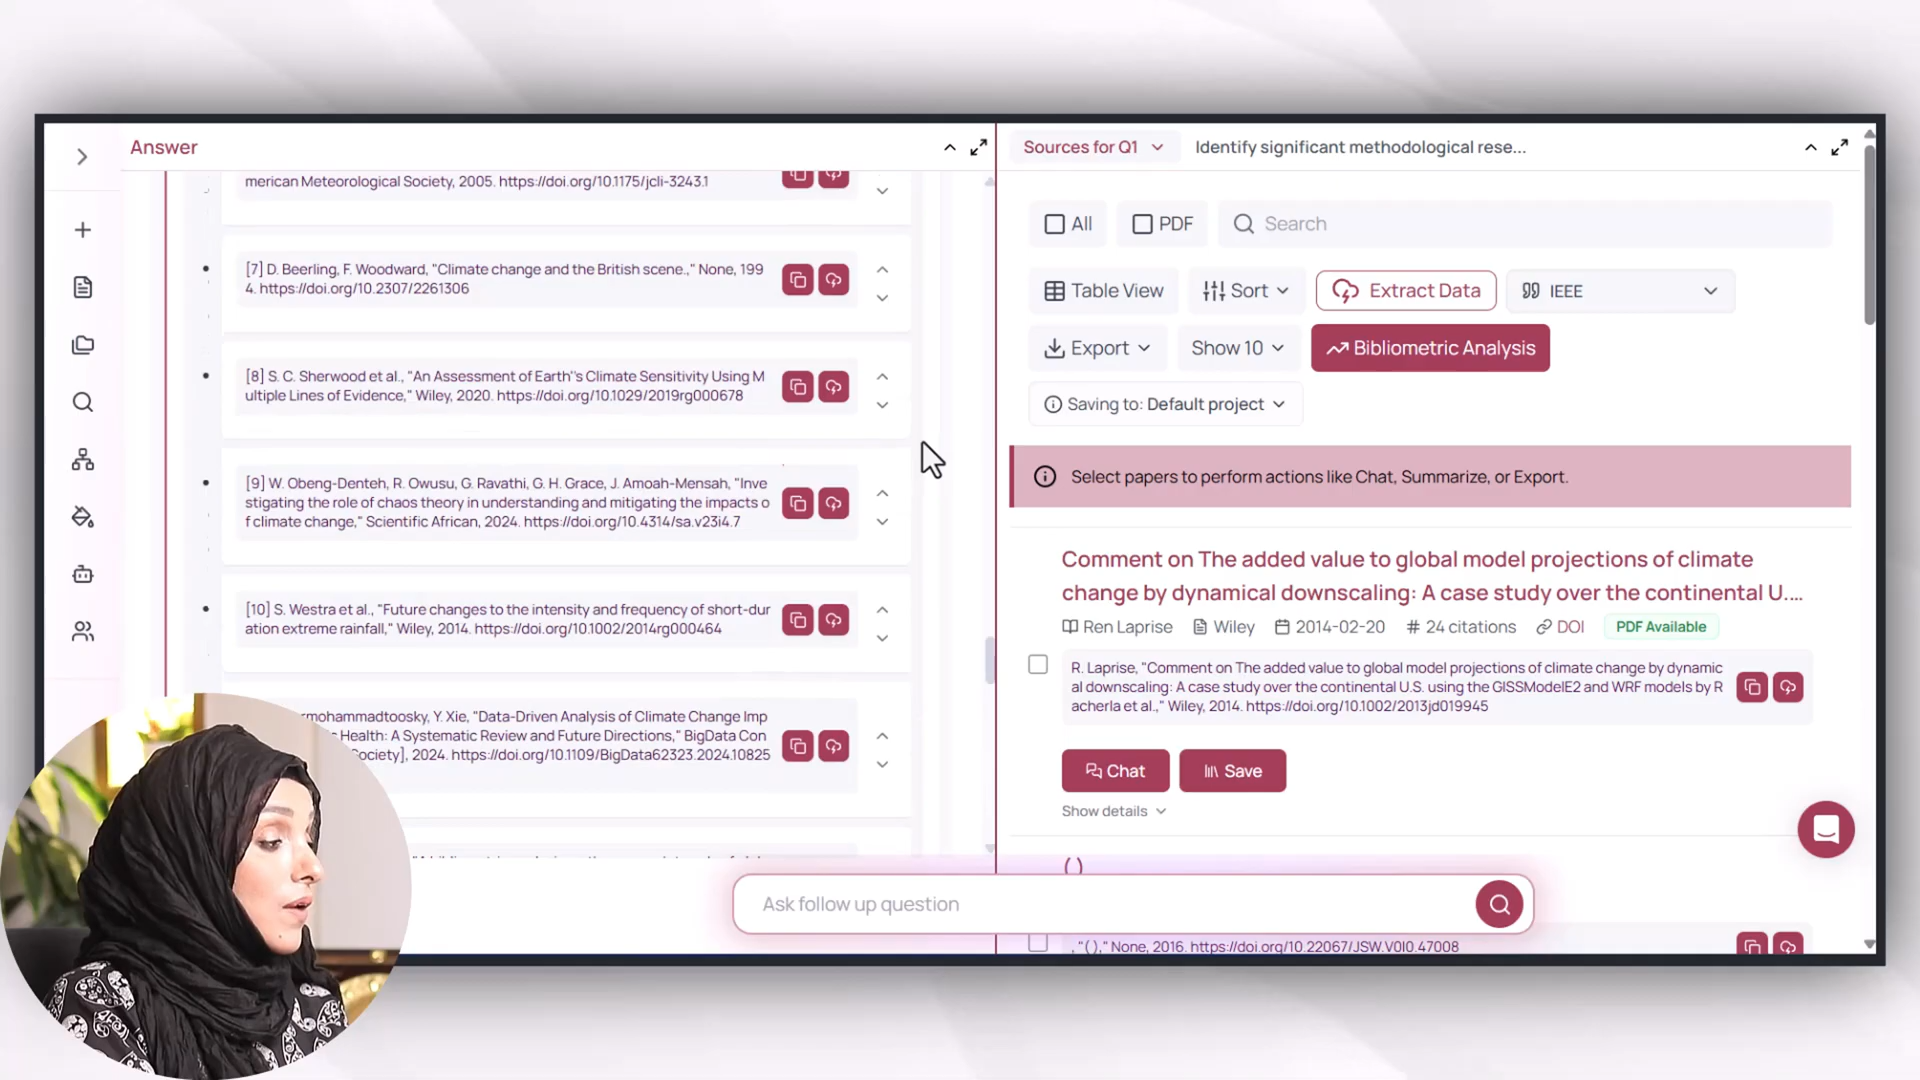 Answer
merican Meteorological Society, 2005. https://doi.org/10.1175/jcli-3243.1
[7] D. Beerling, F. Woodward, "Climate change and the British scene.," None, 199
4. https://doi.org/10.2307/2261306
[8] S. C. Sherwood et al., "An Assessment of Earth''s Climate Sensitivity Using M
ultiple Lines of Evidence," Wiley, 2020. https://doi.org/10.1029/2019rg000678
[9] W. Obeng-Denteh, R. Owusu, G. Ravathi, G. H. Grace, J. Amoah-Mensah, "Inve
stigating the role of chaos theory in understanding and mitigating the impacts o
f climate change," Scientific African, 2024. https://doi.org/10.4314/sa.v23i4.7
[10] S. Westra et al., "Future changes to the intensity and frequency of short-dur
ation extreme rainfall," Wiley, 2014. https://doi.org/10.1002/2014rg000464
rmohammadtoosky, Y. Xie, "Data-Driven Analysis of Climate Change Imp
Health: A Systematic Review and Future Directions," BigData Con
Society], 2024. https://doi.org/10.1109/BigData62323.2024.10825
Sources for Q1
Identify significant methodological rese...
All
PDF
Search
Table View
Sort
Extract Data
IEEE
Export
Show 10
Bibliometric Analysis
Saving to: Default project
Select papers to perform actions like Chat, Summarize, or Export.
Comment on The added value to global model projections of climate
change by dynamical downscaling: A case study over the continental U....
Ren Laprise
Wiley
2014-02-20
# 24 citations
DOI
PDF Available
R. Laprise, "Comment on The added value to global model projections of climate change by dynamic
al downscaling: A case study over the continental U.S. using the GISSModelE2 and WRF models by R
acherla et al.," Wiley, 2014. https://doi.org/10.1002/2013jd019945
Chat
Save
Show details
()
Ask follow up question
, "( )," None, 2016. https://doi.org/10.22067/JSW.V0I0.47008